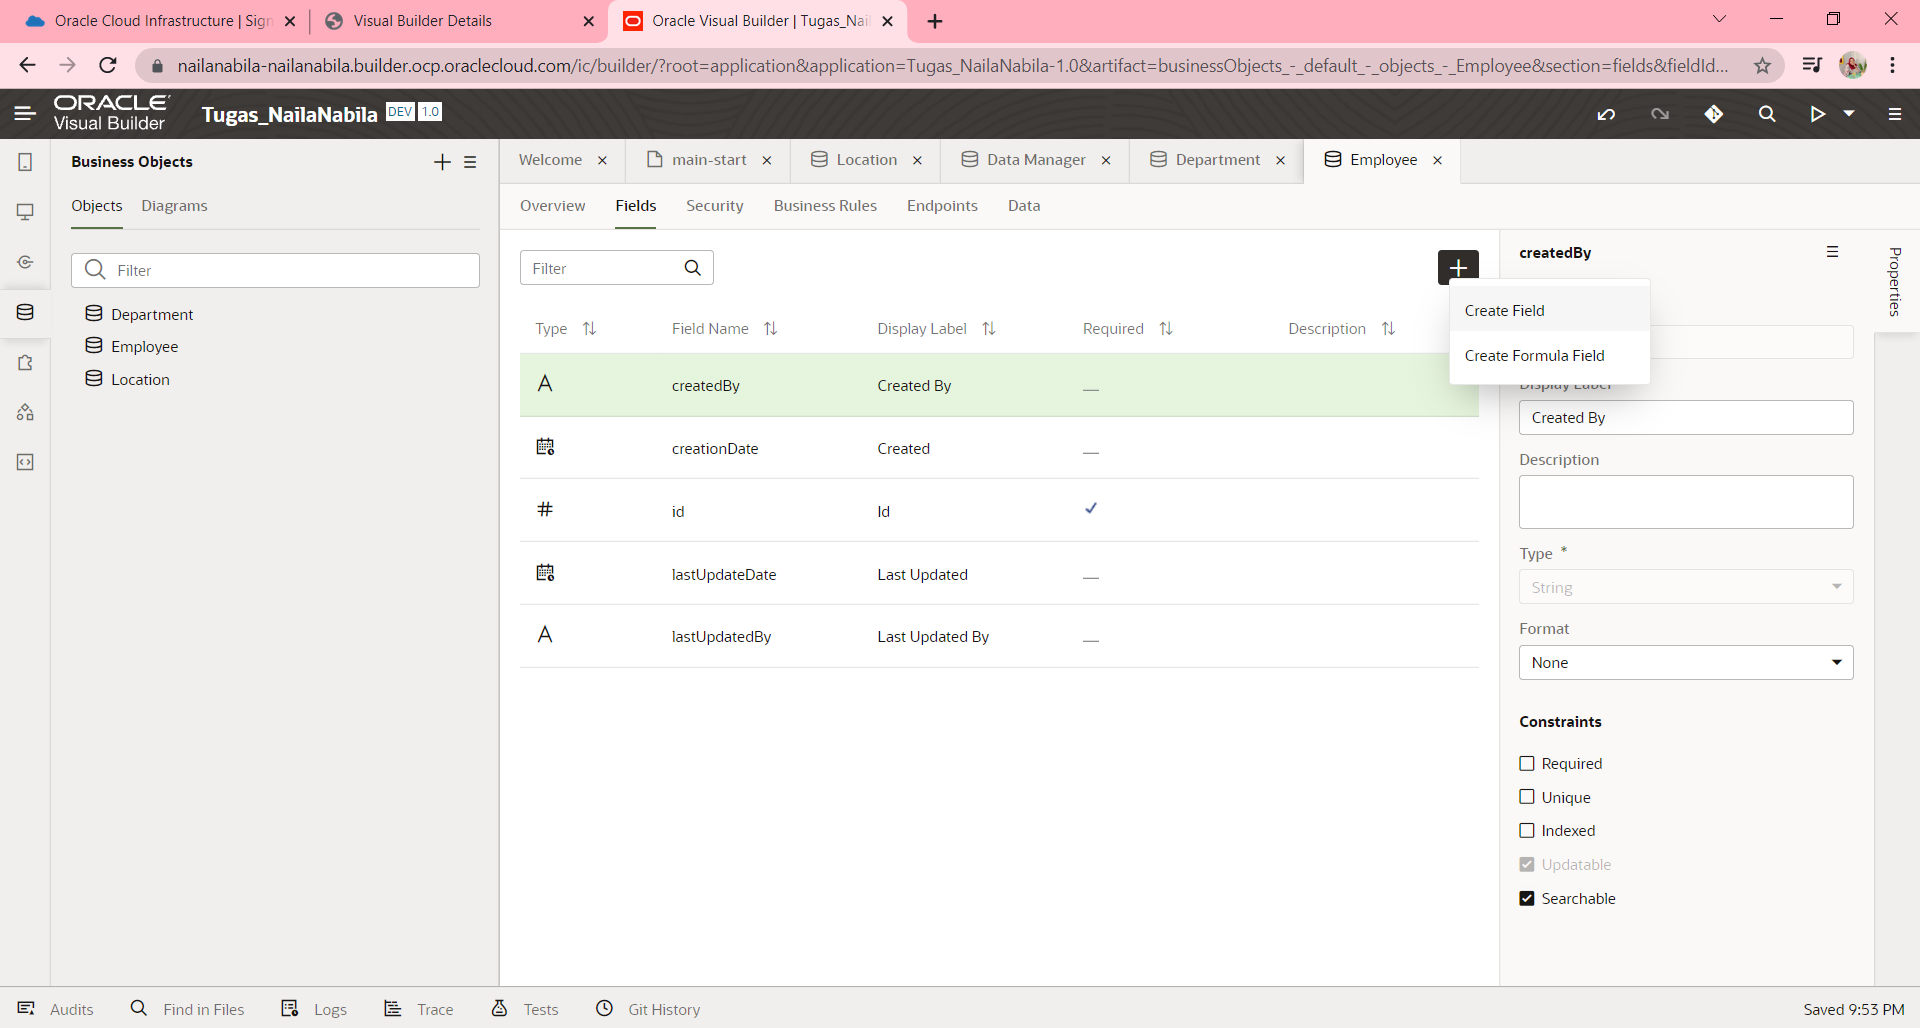 Oracle Cloud Infrastructure | Sign
Visual Builder Details
Oracle Visual Builder | Tugas_Nail
nailanabila-nailanabila.builder.ocp.oraclecloud.com/ic/builder/?root=application&application=Tugas_NailaNabila-1.0&artifact=businessObjects_-_default_-_objects_-_Employee&section=fields&fieldId...
ORACLE
Visual Builder
Tugas_NailaNabila DEV 1.0
Business Objects
Objects Diagrams
Filter
Department
Employee
Location
Welcome main-start Location Data Manager Department Employee
Overview Fields Security Business Rules Endpoints Data
Filter
Create Field
Create Formula Field
Type Field Name Display Label Required Description
createdBy Created By
creationDate Created
id Id
lastUpdateDate Last Updated
lastUpdatedBy Last Updated By
createdBy
Properties
Display Label
Created By
Description
Type *
String
Format
None
Constraints
Required
Unique
Indexed
Updatable
Searchable
Audits Find in Files Logs Trace Tests Git History Saved 9:53 PM